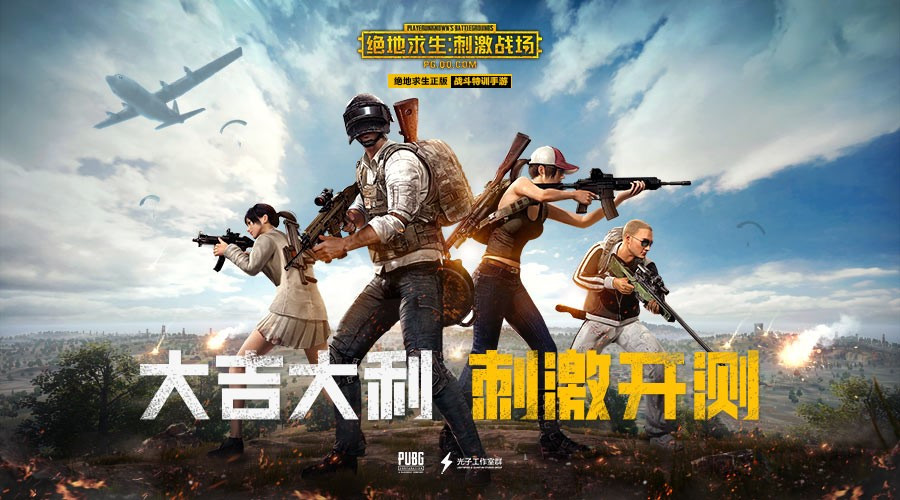 PLAYERUNKNOWN'S BATTLEGROUNDS
绝地求生:刺激战场
PG.QQ.COM
绝地求生正版 战斗特训手游
大吉大利 刺激开测
PUBG
CORPORATION
光子工作室群